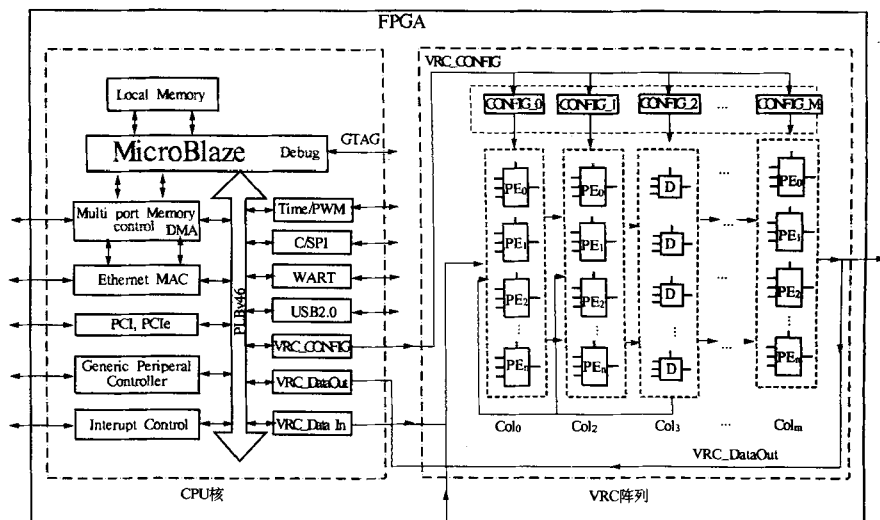 FPGA
VRC_CONFIG
Local Memory
MicroBlaze
Debug
GTAG
Multi port Memory
control
DMA
Ethernet MAC
PCI, PCIe
Generic Periperal
Controller
Interupt Control
PLBv46
Time/PWM
C/SPI
WART
USB2.0
VRC_CONFIG
VRC_DataOut
VRC_Data In
CPU核
CONFIG_0
CONFIG_1
CONFIG_2
...
CONFIG_M
PE0
PE1
PE2
PEn
PE0
PE1
PE2
PEn
D
D
D
D
...
...
...
...
PE0
PE1
PE2
PEn
Col0
Col2
Col3
...
Colm
VRC_DataOut
VRC阵列